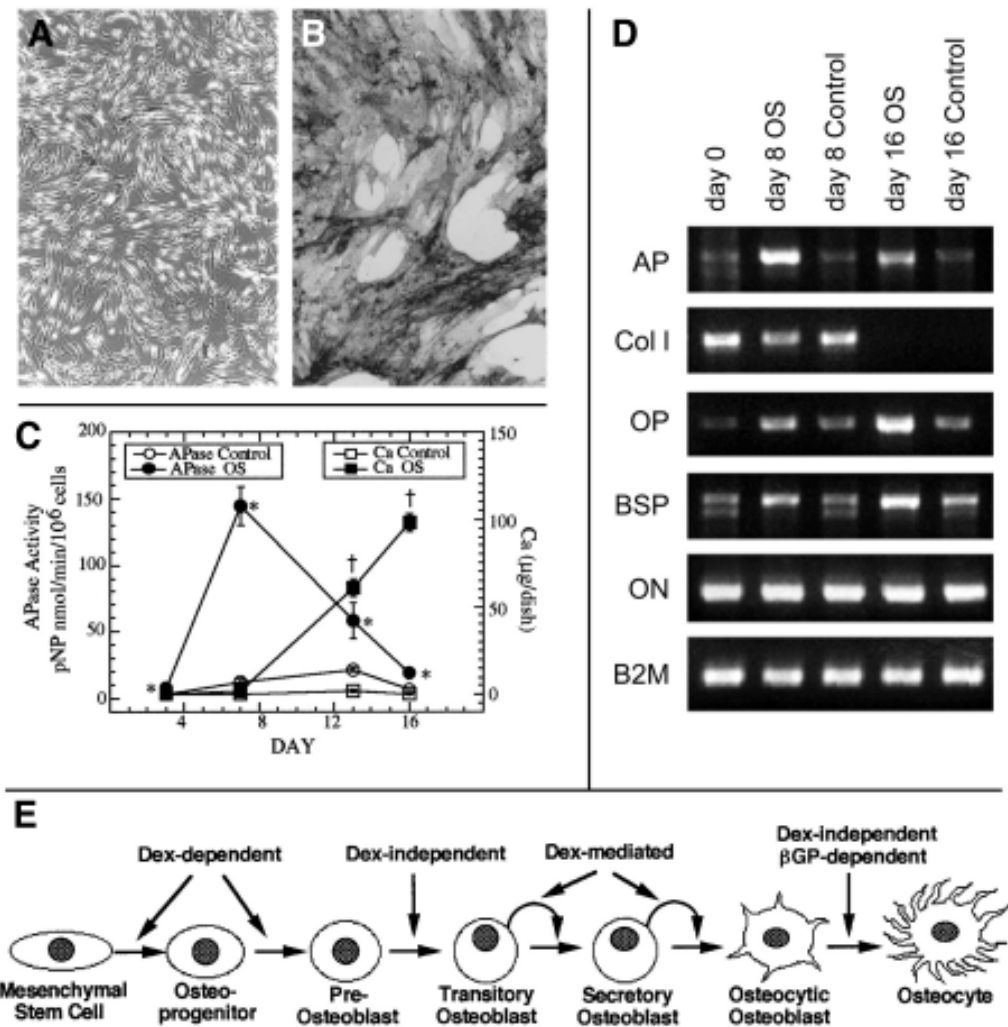 A
B
C
200
150
100
50
0
APase Activity
pNP nmol/min/10⁶ cells
APase Control
APase OS
Ca Control
Ca OS
*
*
*
*
†
†
150
100
50
0
Ca (µg/dish)
4
8
12
16
DAY
D
day 0
day 8 OS
day 8 Control
day 16 OS
day 16 Control
AP
Col I
OP
BSP
ON
B2M
E
Dex-dependent
Dex-independent
Dex-mediated
Dex-independent
βGP-dependent
Mesenchymal
Stem Cell
Osteo-
progenitor
Pre-
Osteoblast
Transitory
Osteoblast
Secretory
Osteoblast
Osteocytic
Osteoblast
Osteocyte